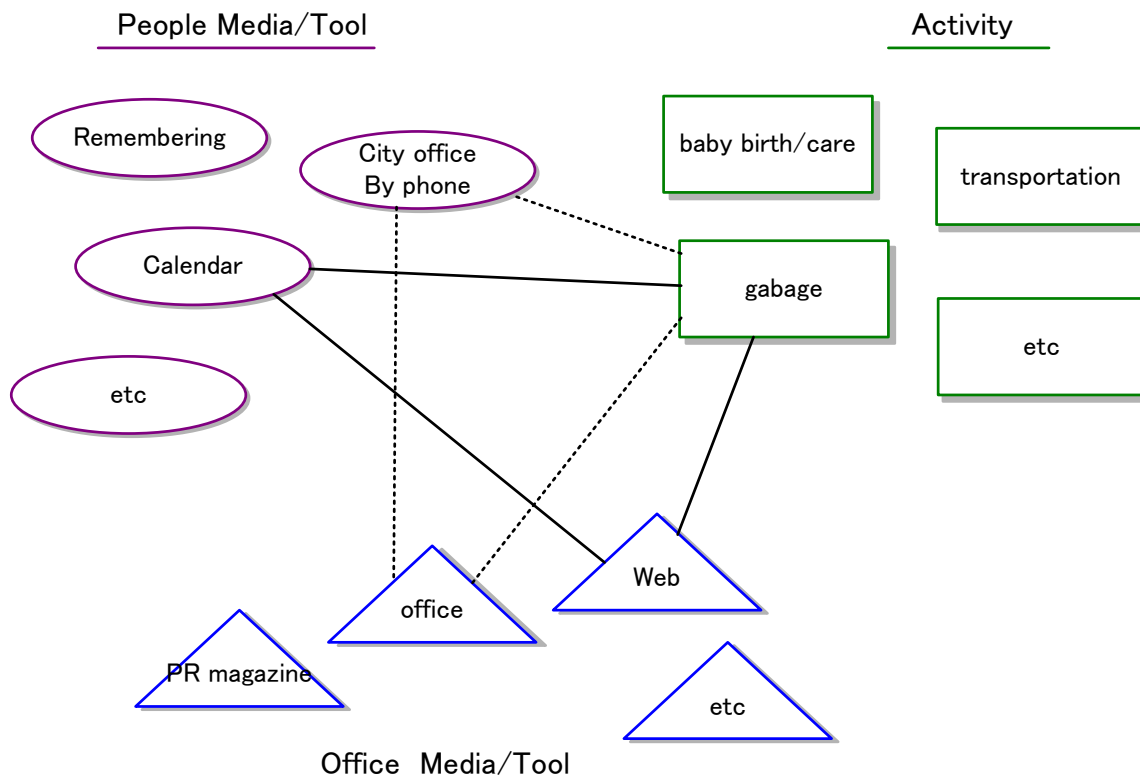 People Media/Tool
Activity
Remembering
City office
By phone
baby birth/care
transportation
Calendar
gabage
etc
etc
Web
office
PR magazine
etc
Office Media/Tool